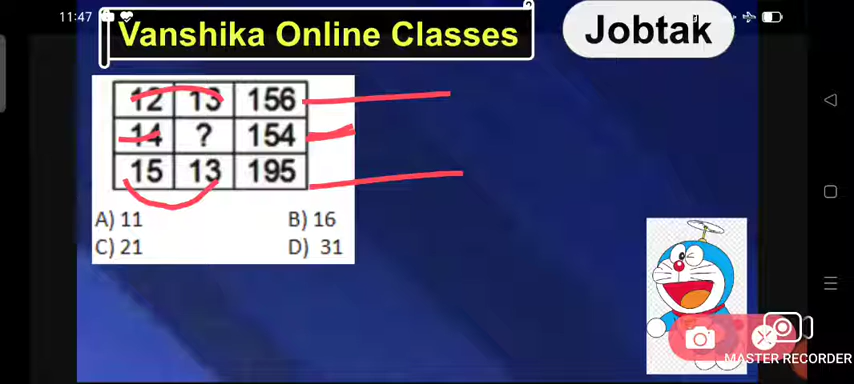 11:47
Vanshika Online Classes
Jobtak
12 13 156
14 ? 154
15 13 195
A) 11 B) 16
C) 21 D) 31
MASTER RECORDER